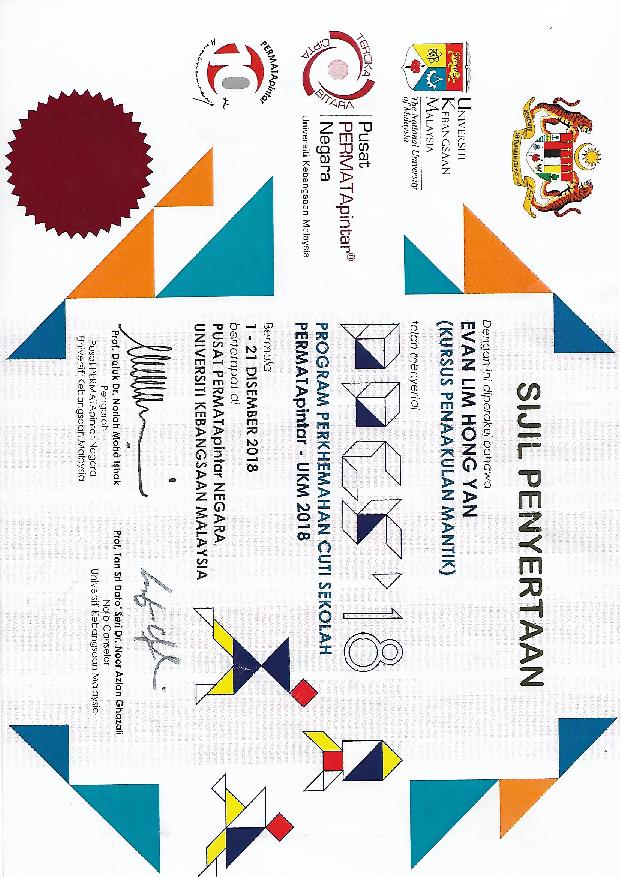 UNIVERSITI
KEBANGSAAN
MALAYSIA
The National University
of Malaysia
TEROKA
CIPTA
BITARA
Pusat
PERMATApintar®
Negara
Universiti Kebangsaan Malaysia
PERMATApintar
10
SIJIL PENYERTAAN
Dengan ini diperakui bahawa
EVAN LIM HONG YAN
(KURSUS PENAAKULAN MANTIK)
telah menyertai
PPCS'18
PROGRAM PERKHEMAHAN CUTI SEKOLAH
PERMATApintar - UKM 2018
Bermula
1 - 21 DISEMBER 2018
bertempat di
PUSAT PERMATApintar NEGARA
UNIVERSITI KEBANGSAAN MALAYSIA
Prof. Datuk Dr. Noriah Mohd Ishak
Pengarah
Pusat PERMATApintar Negara
Universiti Kebangsaan Malaysia
Prof. Tan Sri Dato' Seri Dr. Noor Azlan Ghazali
Naib Canselor
Universiti Kebangsaan Malaysia